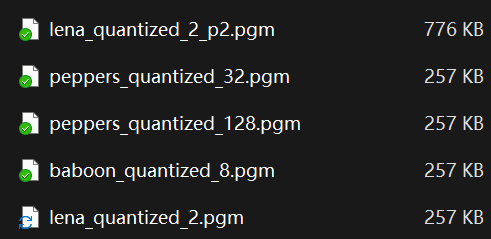 lena_quantized_2_p2.pgm 776 KB
peppers_quantized_32.pgm 257 KB
peppers_quantized_128.pgm 257 KB
baboon_quantized_8.pgm 257 KB
lena_quantized_2.pgm 257 KB